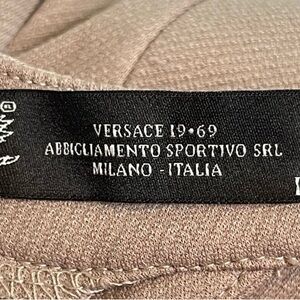 VERSACE 19•69
ABBIGLIAMENTO SPORTIVO SRL
MILANO - ITALIA